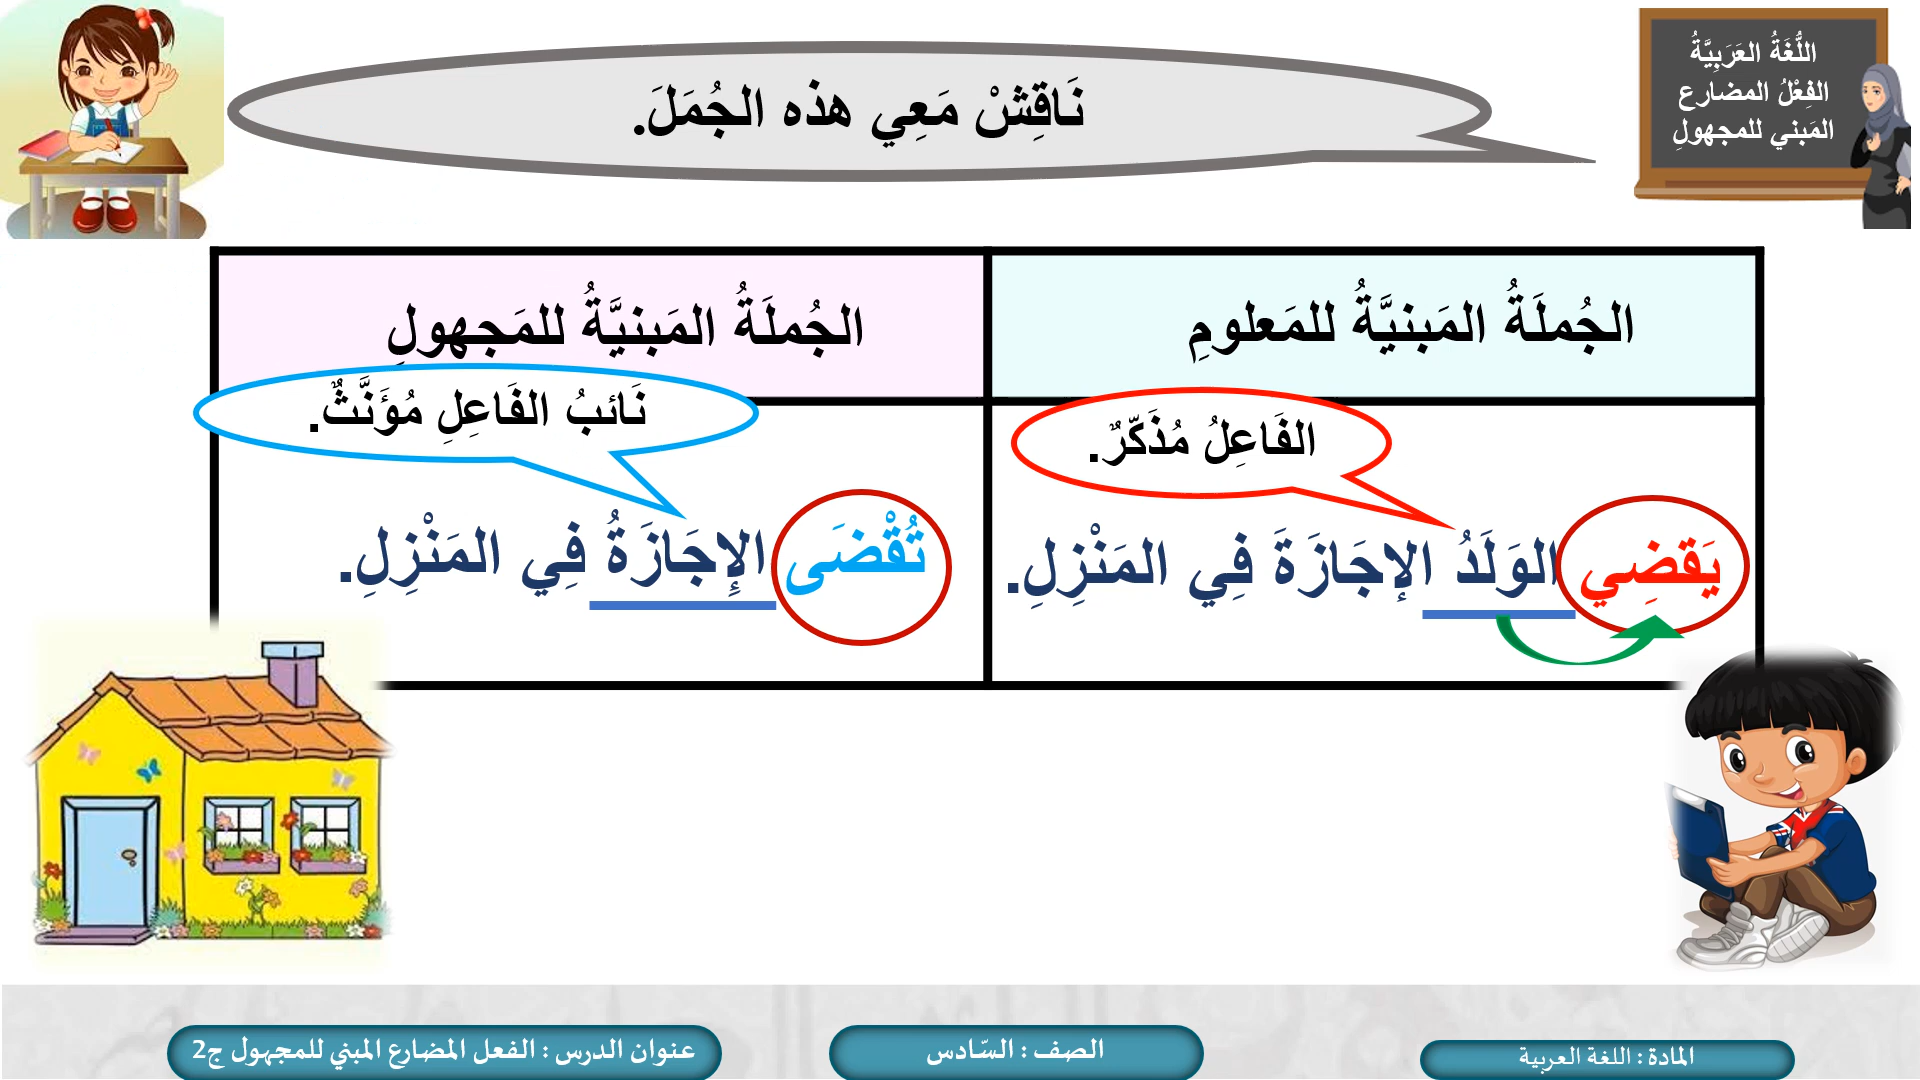 اللُّغَةُ العَرَبِيَّةُ
الفِعْلُ المضارع
المَبني للمجهولِ
نَاقِشْ مَعِي هذه الجُمَلَ.
الجُملَةُ المَبنيَّةُ للمَعلومِ
الجُملَةُ المَبنيَّةُ للمَجهولِ
الفَاعِلُ مُذَكّرٌ.
نَائبُ الفَاعِلِ مُؤَنَّثٌ.
يَقضِي الوَلَدُ الإجَازَةَ فِي المَنْزِلِ.
تُقْضَى الإِجَازَةُ فِي المَنْزِلِ.
المادة : اللغة العربية
الصف : السّادس
عنوان الدرس : الفعل المضارع المبني للمجهول ج2